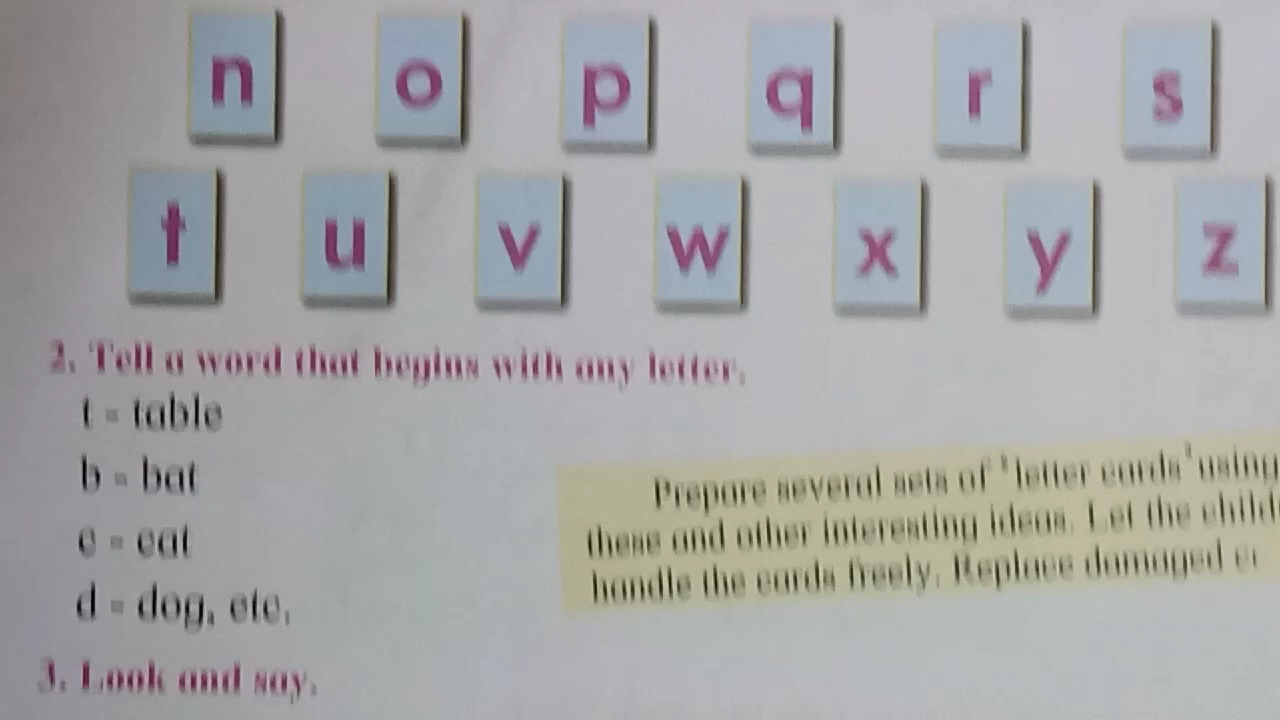 n o p q r s
t u v w x y z
2. Tell a word that begins with any letter.
t - table
b - bat
c - cat
d - dog, etc.
Prepare several sets of 'letter cards' using
these and other interesting ideas. Let the child
handle the cards freely. Replace damaged
3. Look and say.